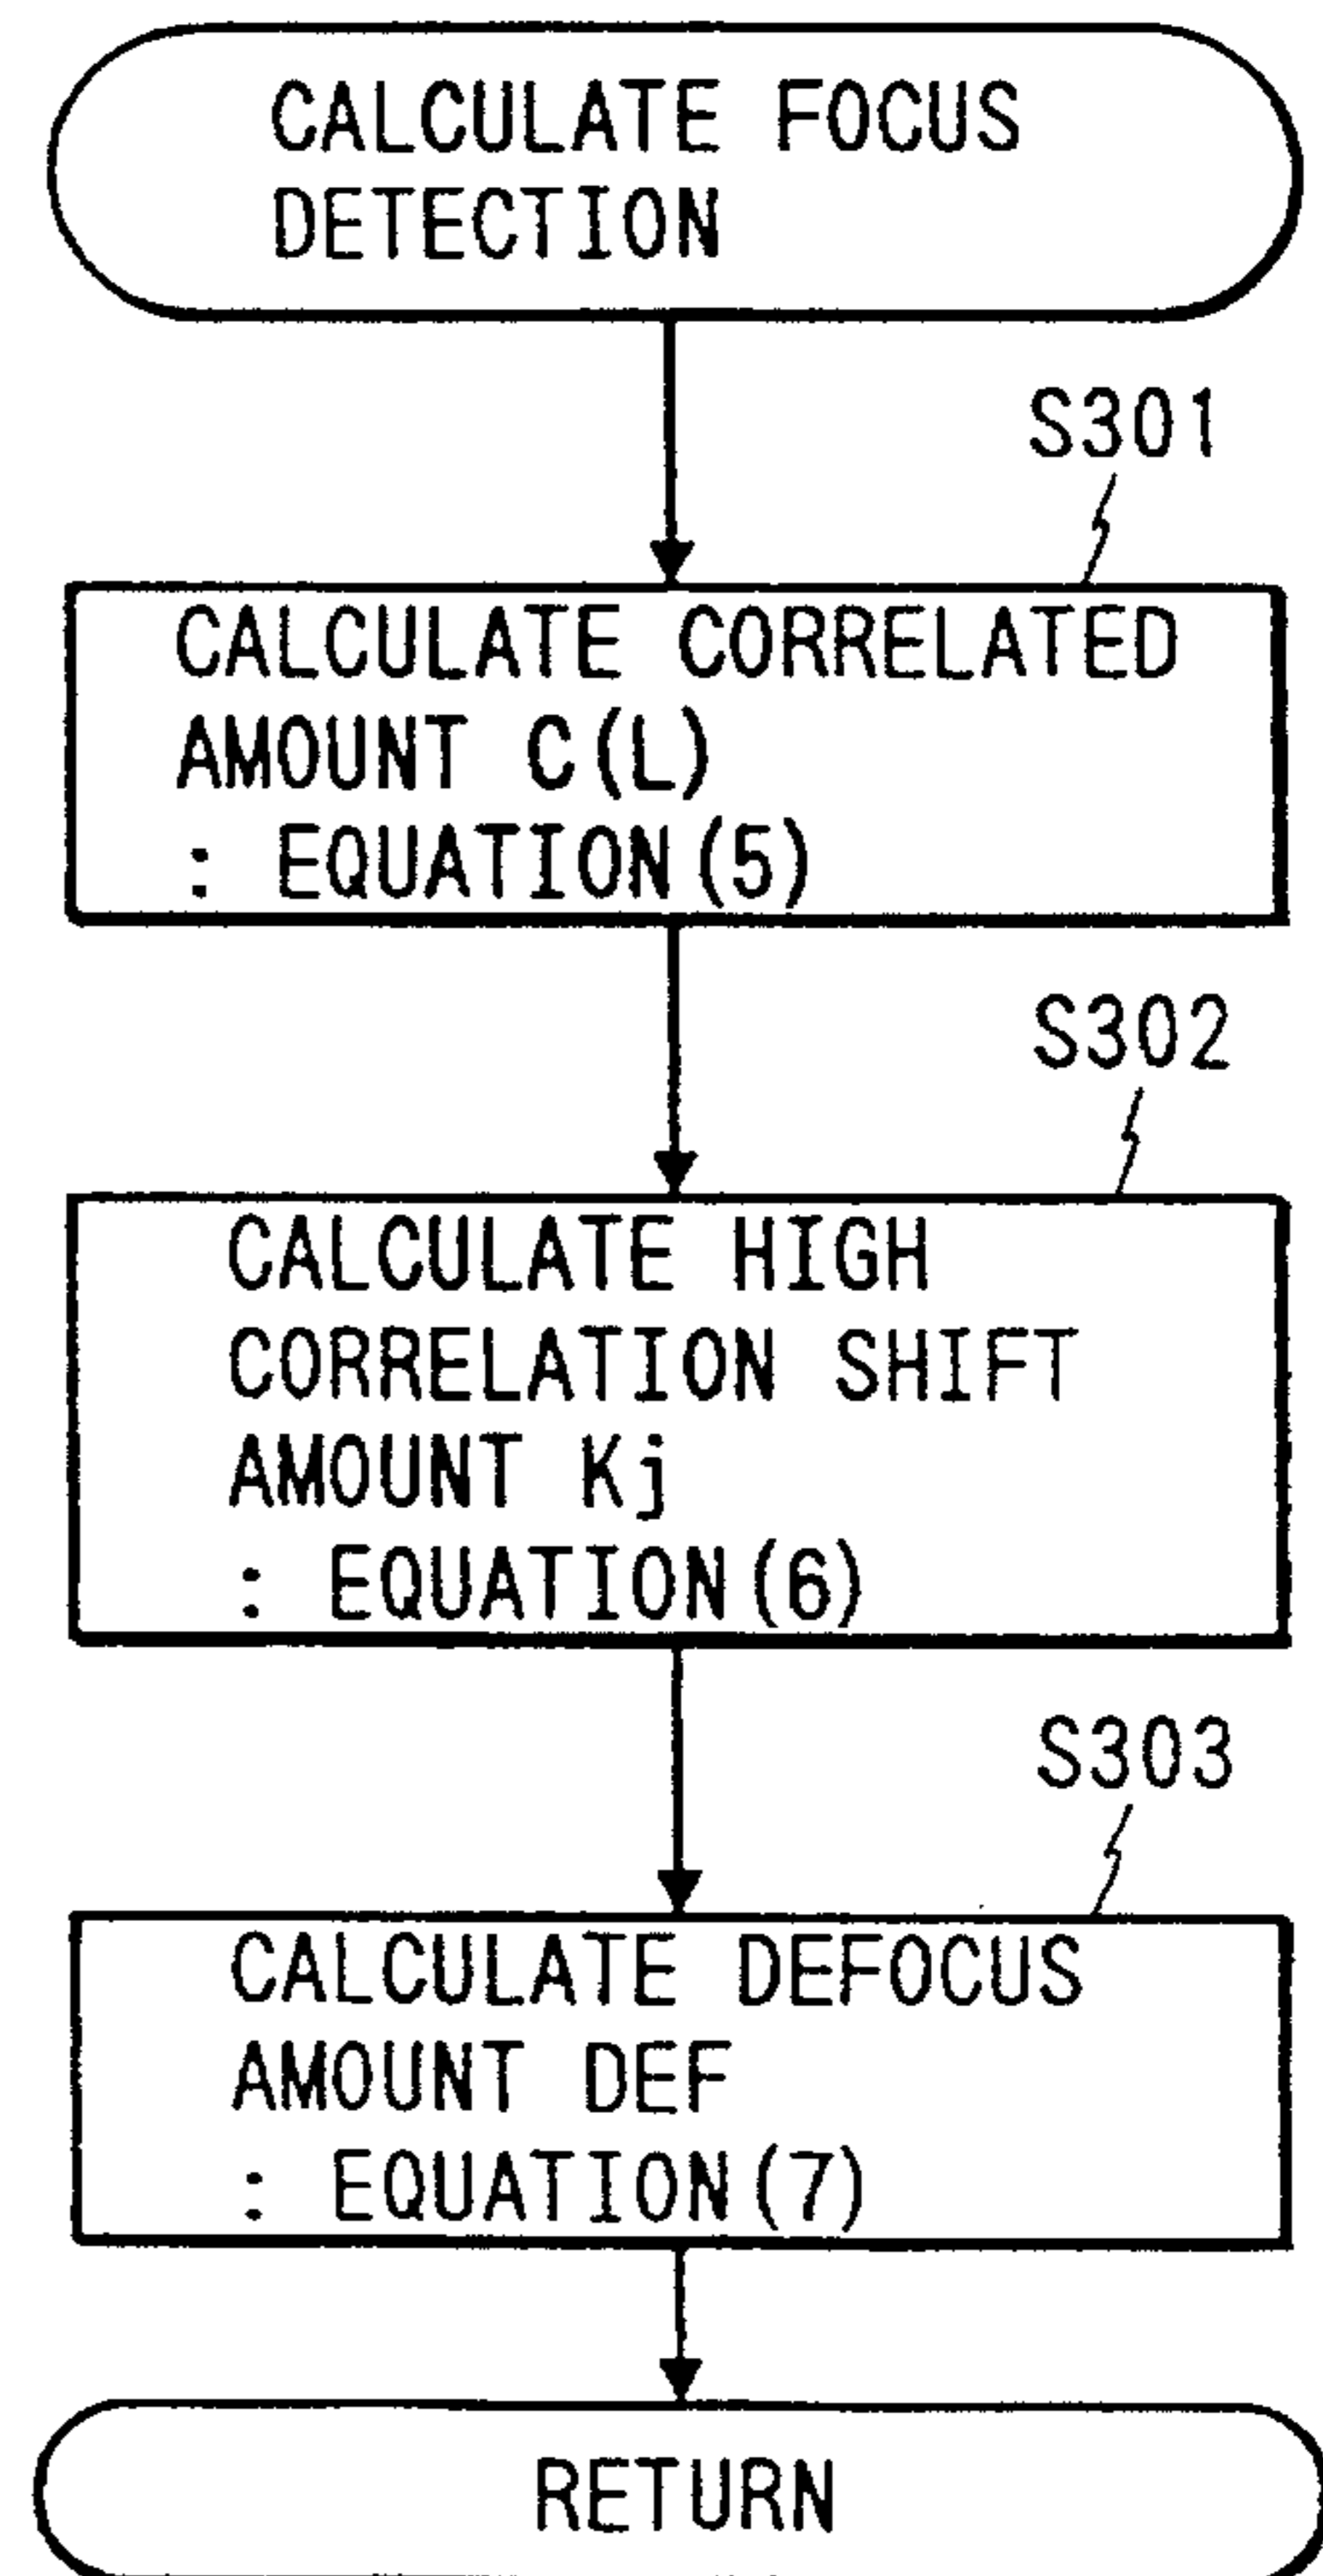 CALCULATE FOCUS
DETECTION
S301
CALCULATE CORRELATED
AMOUNT C(L)
: EQUATION(5)
S302
CALCULATE HIGH
CORRELATION SHIFT
AMOUNT Kj
: EQUATION(6)
S303
CALCULATE DEFOCUS
AMOUNT DEF
: EQUATION(7)
RETURN